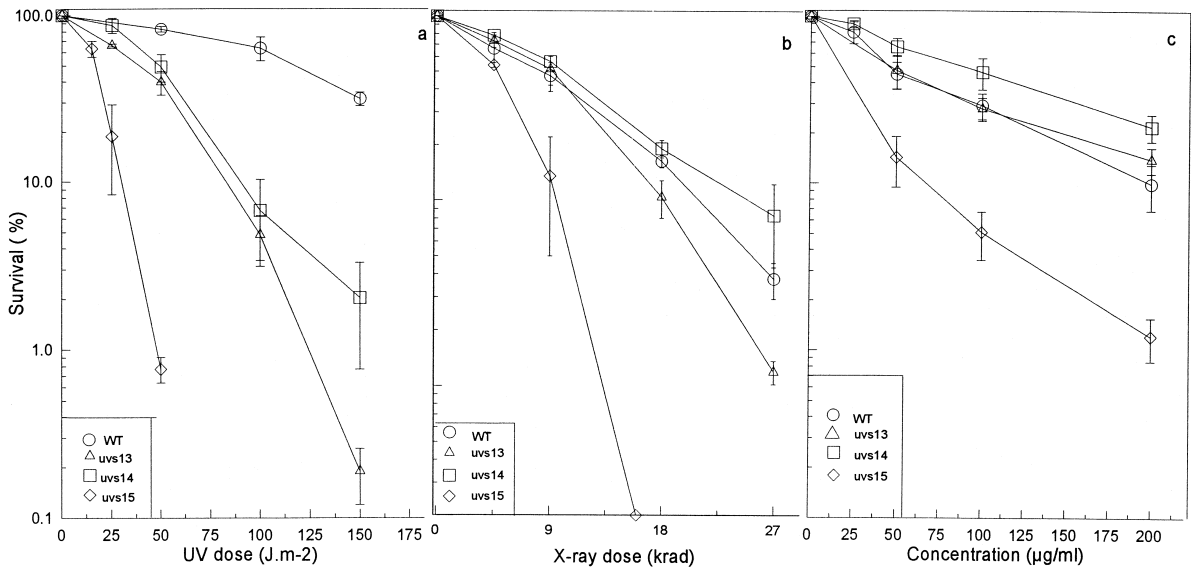 100.0
10.0
1.0
0.1
Survival ( %)
a
WT
uvs13
uvs14
uvs15
0 25 50 75 100 125 150 175
UV dose (J.m-2)
b
WT
uvs13
uvs14
uvs15
0 9 18 27
X-ray dose (krad)
c
WT
uvs13
uvs14
uvs15
0 25 50 75 100 125 150 175 200
Concentration (µg/ml)